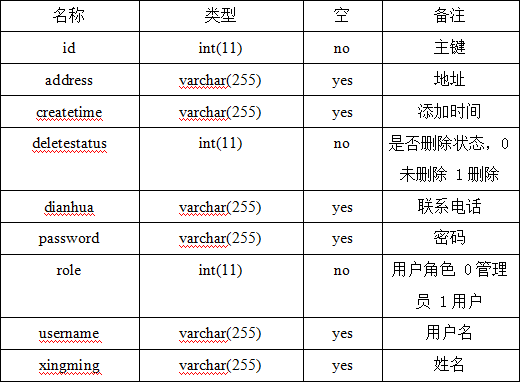 名称 类型 空 备注
id int(11) no 主键
address varchar(255) yes 地址
createtime varchar(255) yes 添加时间
deletestatus int(11) no 是否删除状态，0
未删除 1 删除
dianhua varchar(255) yes 联系电话
password varchar(255) yes 密码
role int(11) no 用户角色 0 管理
员 1 用户
username varchar(255) yes 用户名
xingming varchar(255) yes 姓名